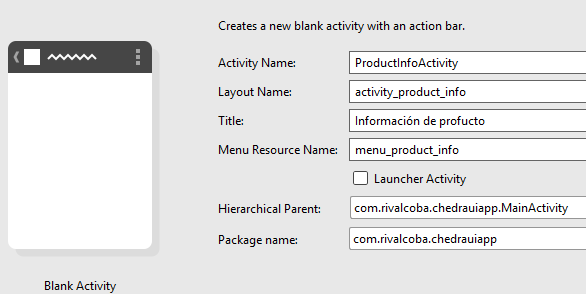 Creates a new blank activity with an action bar.
Activity Name: ProductInfoActivity
Layout Name: activity_product_info
Title: Información de profucto
Menu Resource Name: menu_product_info
Launcher Activity
Hierarchical Parent: com.rivalcoba.chedrauiapp.MainActivity
Package name: com.rivalcoba.chedrauiapp
Blank Activity